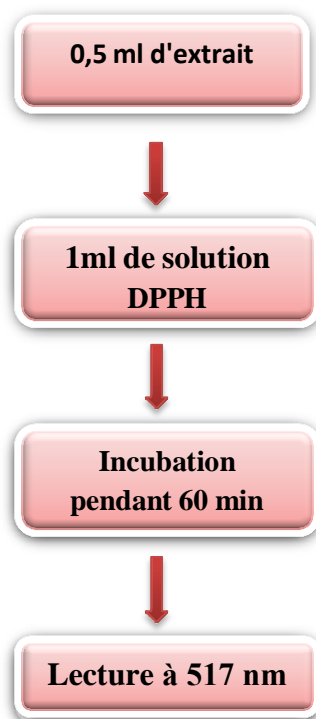 0,5 ml d'extrait
1ml de solution
DPPH
Incubation
pendant 60 min
Lecture à 517 nm